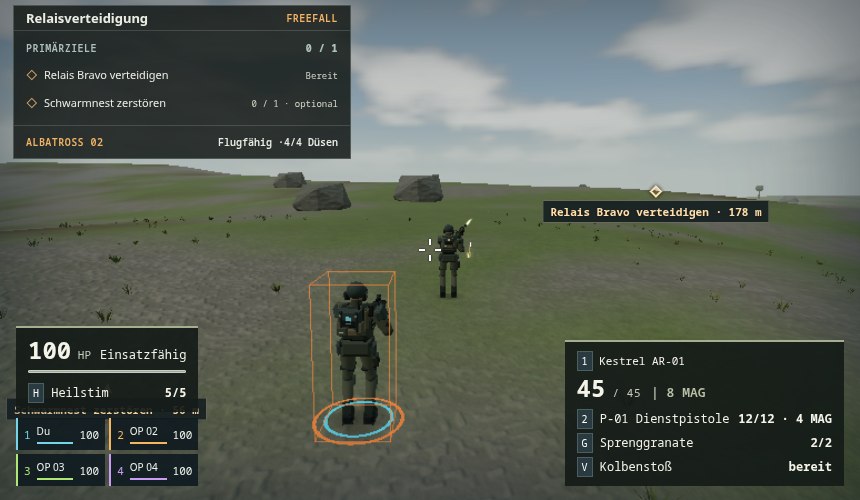 Relaisverteidigung FREEFALL
PRIMÄRZIELE 0 / 1
Relais Bravo verteidigen Bereit
Schwarmnest zerstören 0 / 1 · optional
ALBATROSS 02 Flugfähig ·4/4 Düsen
Relais Bravo verteidigen · 178 m
100 HP Einsatzfähig
H Heilstim 5/5
Schwarmnest zerstören
1 Du 100
2 OP 02 100
3 OP 03 100
4 OP 04 100
1 Kestrel AR-01
45 / 45 | 8 MAG
2 P-01 Dienstpistole 12/12 · 4 MAG
G Sprenggranate 2/2
V Kolbenstoß bereit